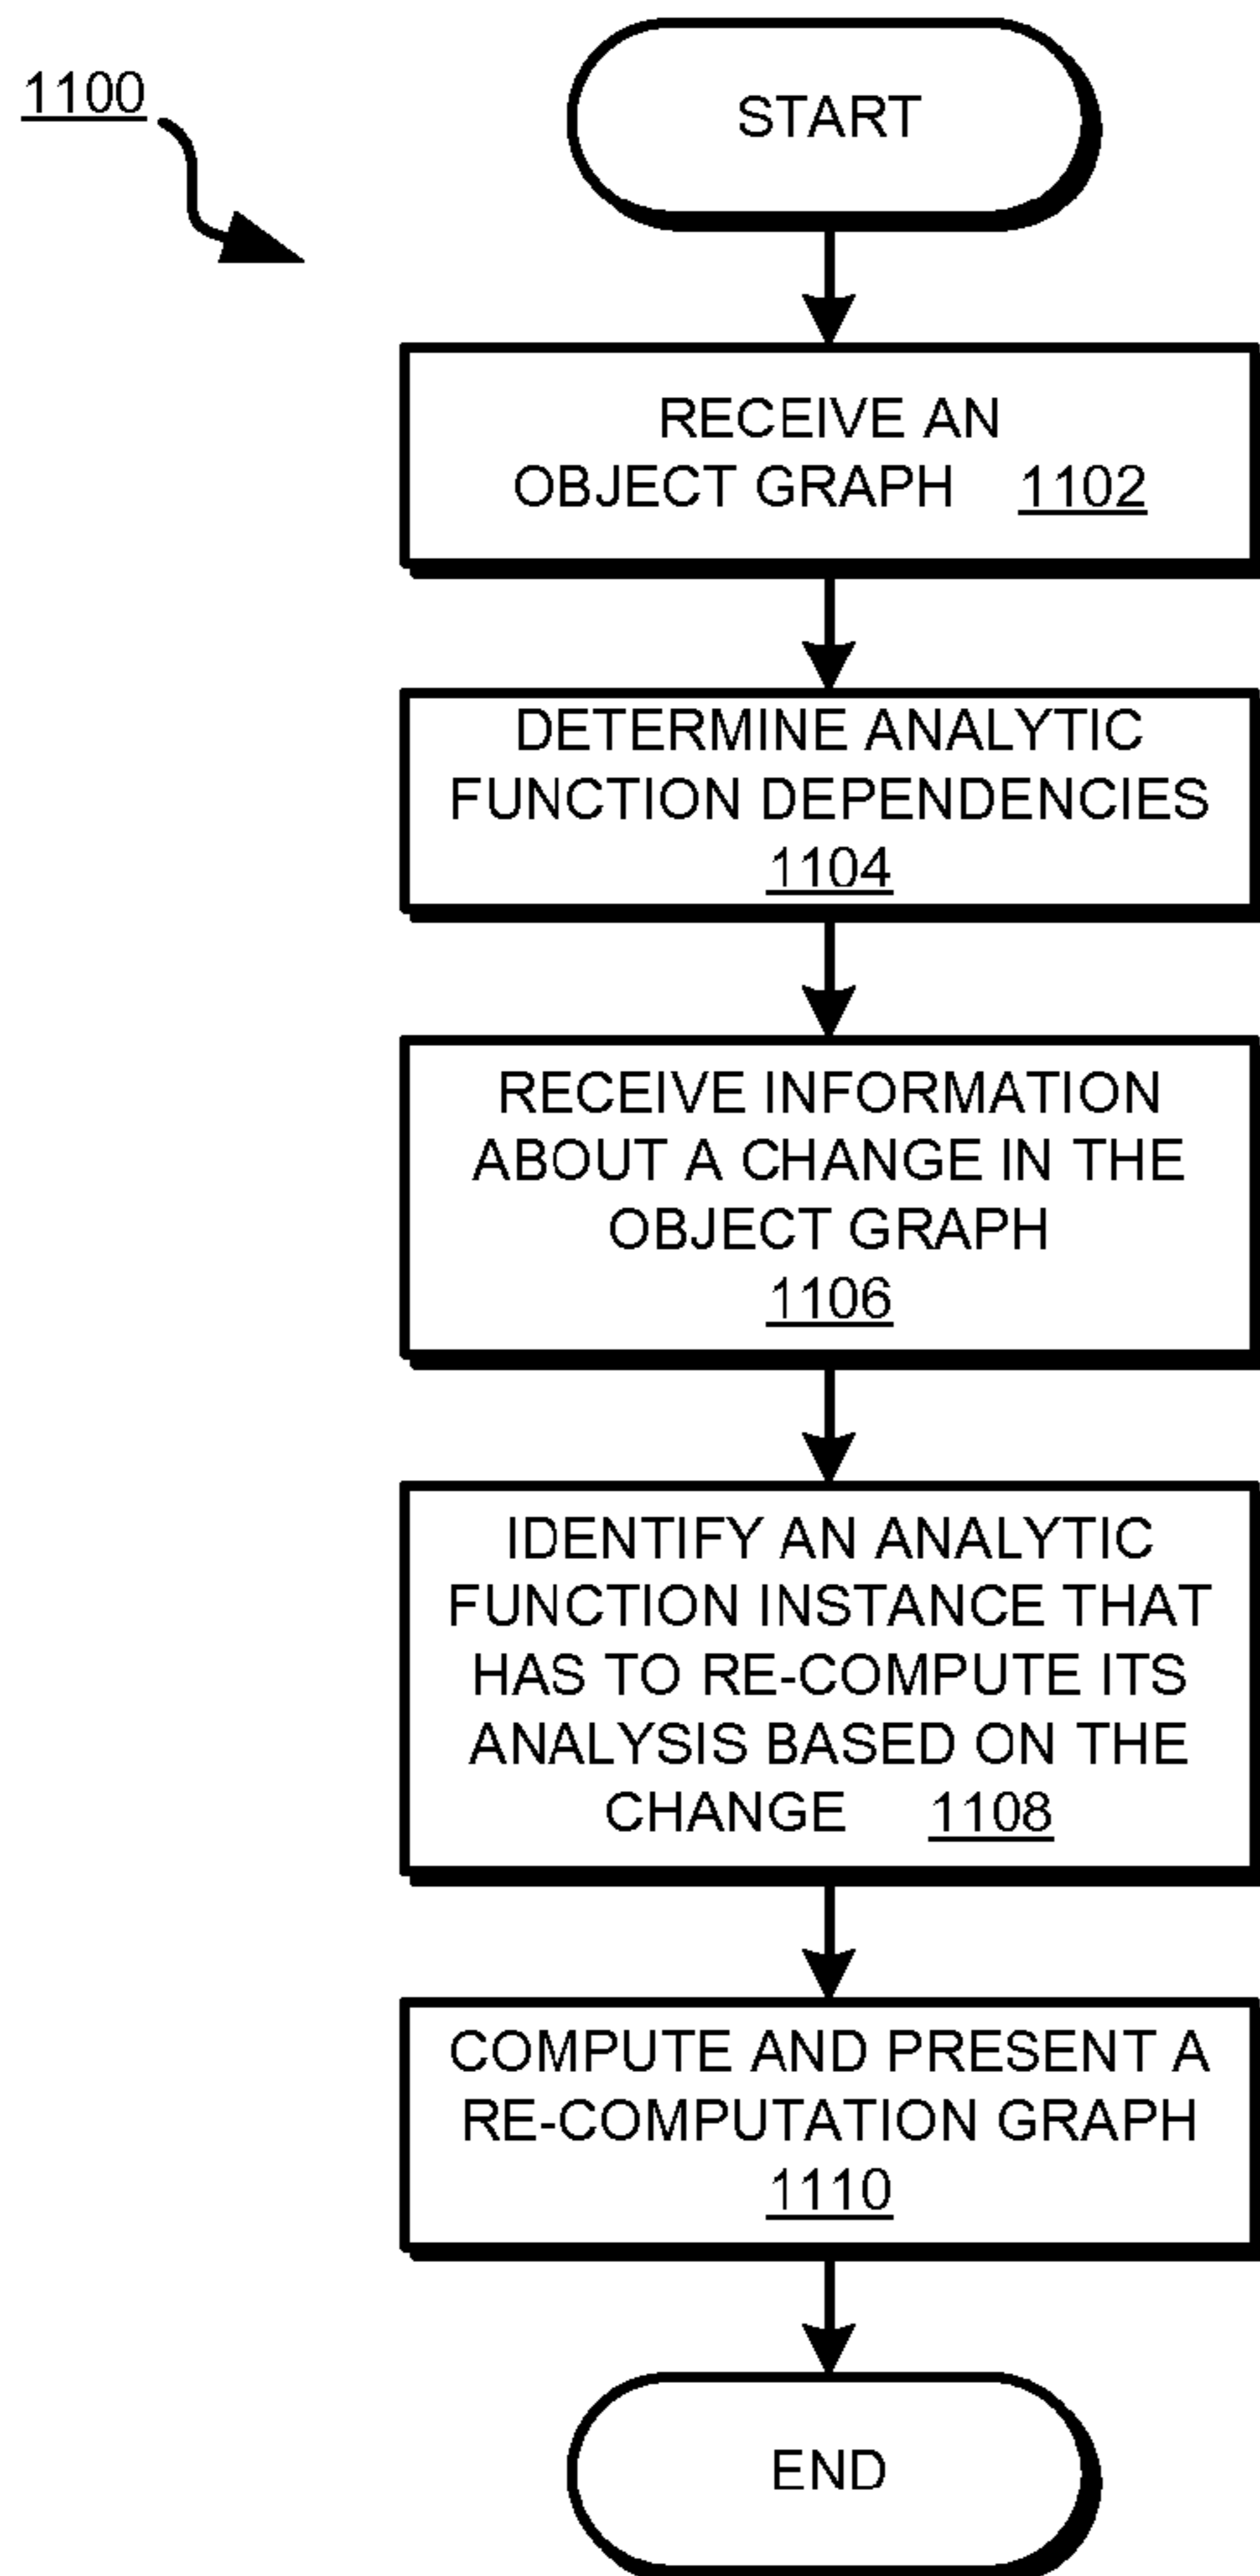 1100
START
RECEIVE AN
OBJECT GRAPH 1102
DETERMINE ANALYTIC
FUNCTION DEPENDENCIES
1104
RECEIVE INFORMATION
ABOUT A CHANGE IN THE
OBJECT GRAPH
1106
IDENTIFY AN ANALYTIC
FUNCTION INSTANCE THAT
HAS TO RE-COMPUTE ITS
ANALYSIS BASED ON THE
CHANGE 1108
COMPUTE AND PRESENT A
RE-COMPUTATION GRAPH
1110
END